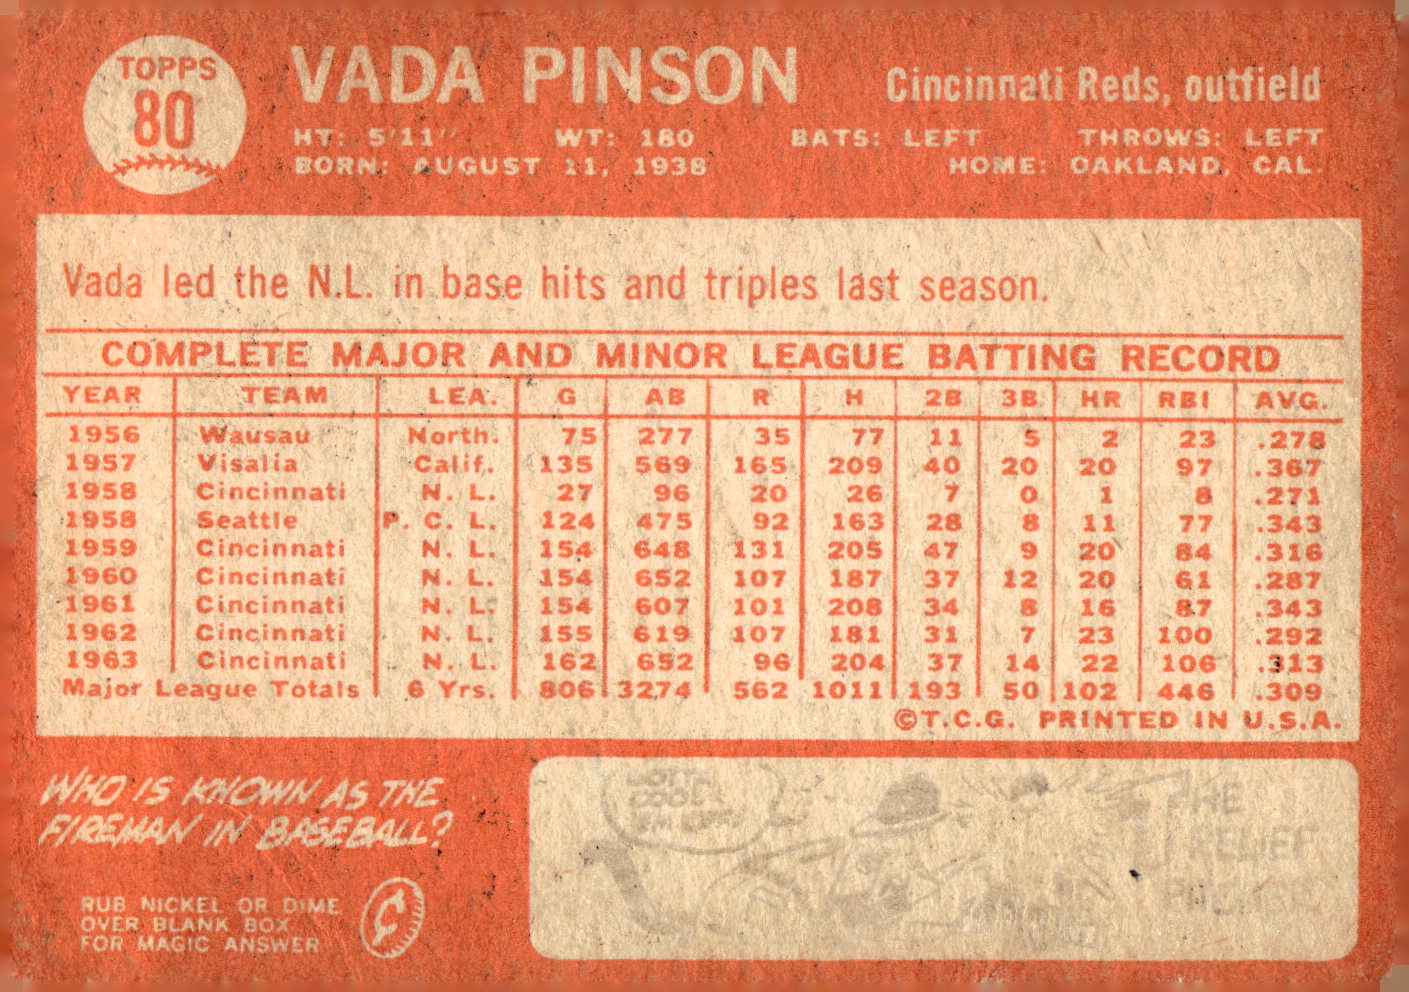 TOPPS
80
VADA PINSON
Cincinnati Reds, outfield
HT: 5'11" WT: 180 BATS: LEFT THROWS: LEFT
BORN: AUGUST 11, 1938 HOME: OAKLAND, CAL.
Vada led the N.L. in base hits and triples last season.
COMPLETE MAJOR AND MINOR LEAGUE BATTING RECORD
YEAR TEAM LEA. G AB R H 2B 3B HR RBI AVG.
1956 Wausau North. 75 277 35 77 11 5 2 23 .278
1957 Visalia Calif. 135 569 165 209 40 20 20 97 .367
1958 Cincinnati N. L. 27 96 20 26 7 0 1 8 .271
1958 Seattle P. C. L. 124 475 92 163 28 8 11 77 .343
1959 Cincinnati N. L. 154 648 131 205 47 9 20 84 .316
1960 Cincinnati N. L. 154 652 107 187 37 12 20 61 .287
1961 Cincinnati N. L. 154 607 101 208 34 8 16 87 .343
1962 Cincinnati N. L. 155 619 107 181 31 7 23 100 .292
1963 Cincinnati N. L. 162 652 96 204 37 14 22 106 .313
Major League Totals 6 Yrs. 806 3274 562 1011 193 50 102 446 .309
©T.C.G. PRINTED IN U.S.A.
WHO IS KNOWN AS THE
FIREMAN IN BASEBALL?
RUB NICKEL OR DIME
OVER BLANK BOX
FOR MAGIC ANSWER
COOL
'EM OFF!
THE
RELIEF
PITCHER